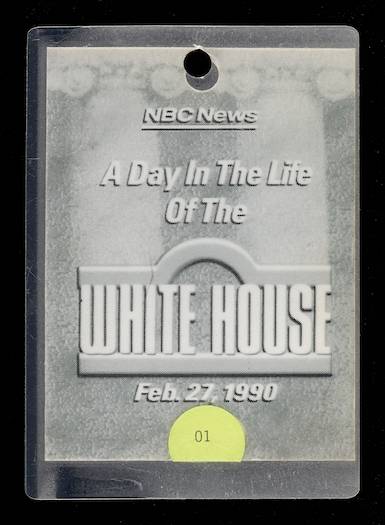 NBC News
A Day In The Life
Of The
WHITE HOUSE
Feb. 27, 1990
01